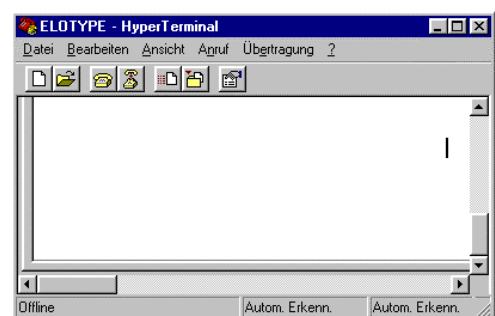 ELOTYPE - HyperTerminal
Datei Bearbeiten Ansicht Anruf Übertragung ?
Offline Autom. Erkenn. Autom. Erkenn.